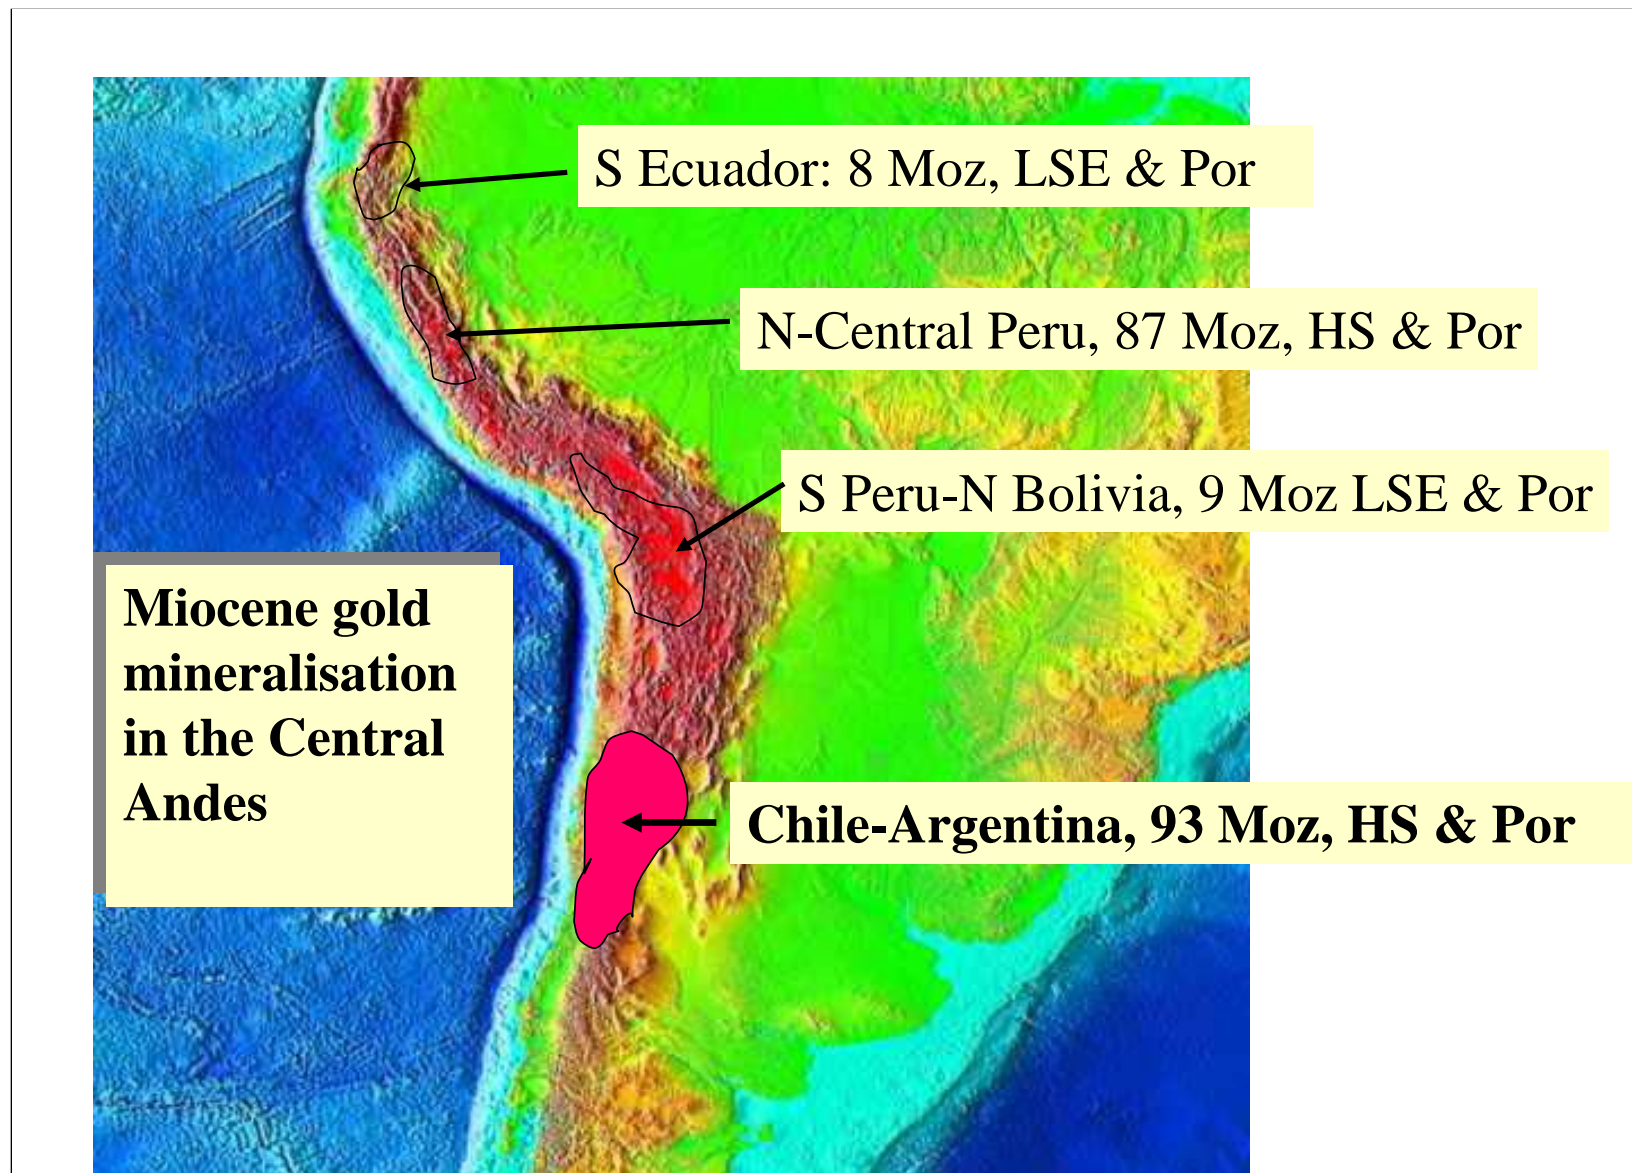 S Ecuador: 8 Moz, LSE & Por
N-Central Peru, 87 Moz, HS & Por
S Peru-N Bolivia, 9 Moz LSE & Por
Miocene gold
mineralisation
in the Central
Andes
Chile-Argentina, 93 Moz, HS & Por